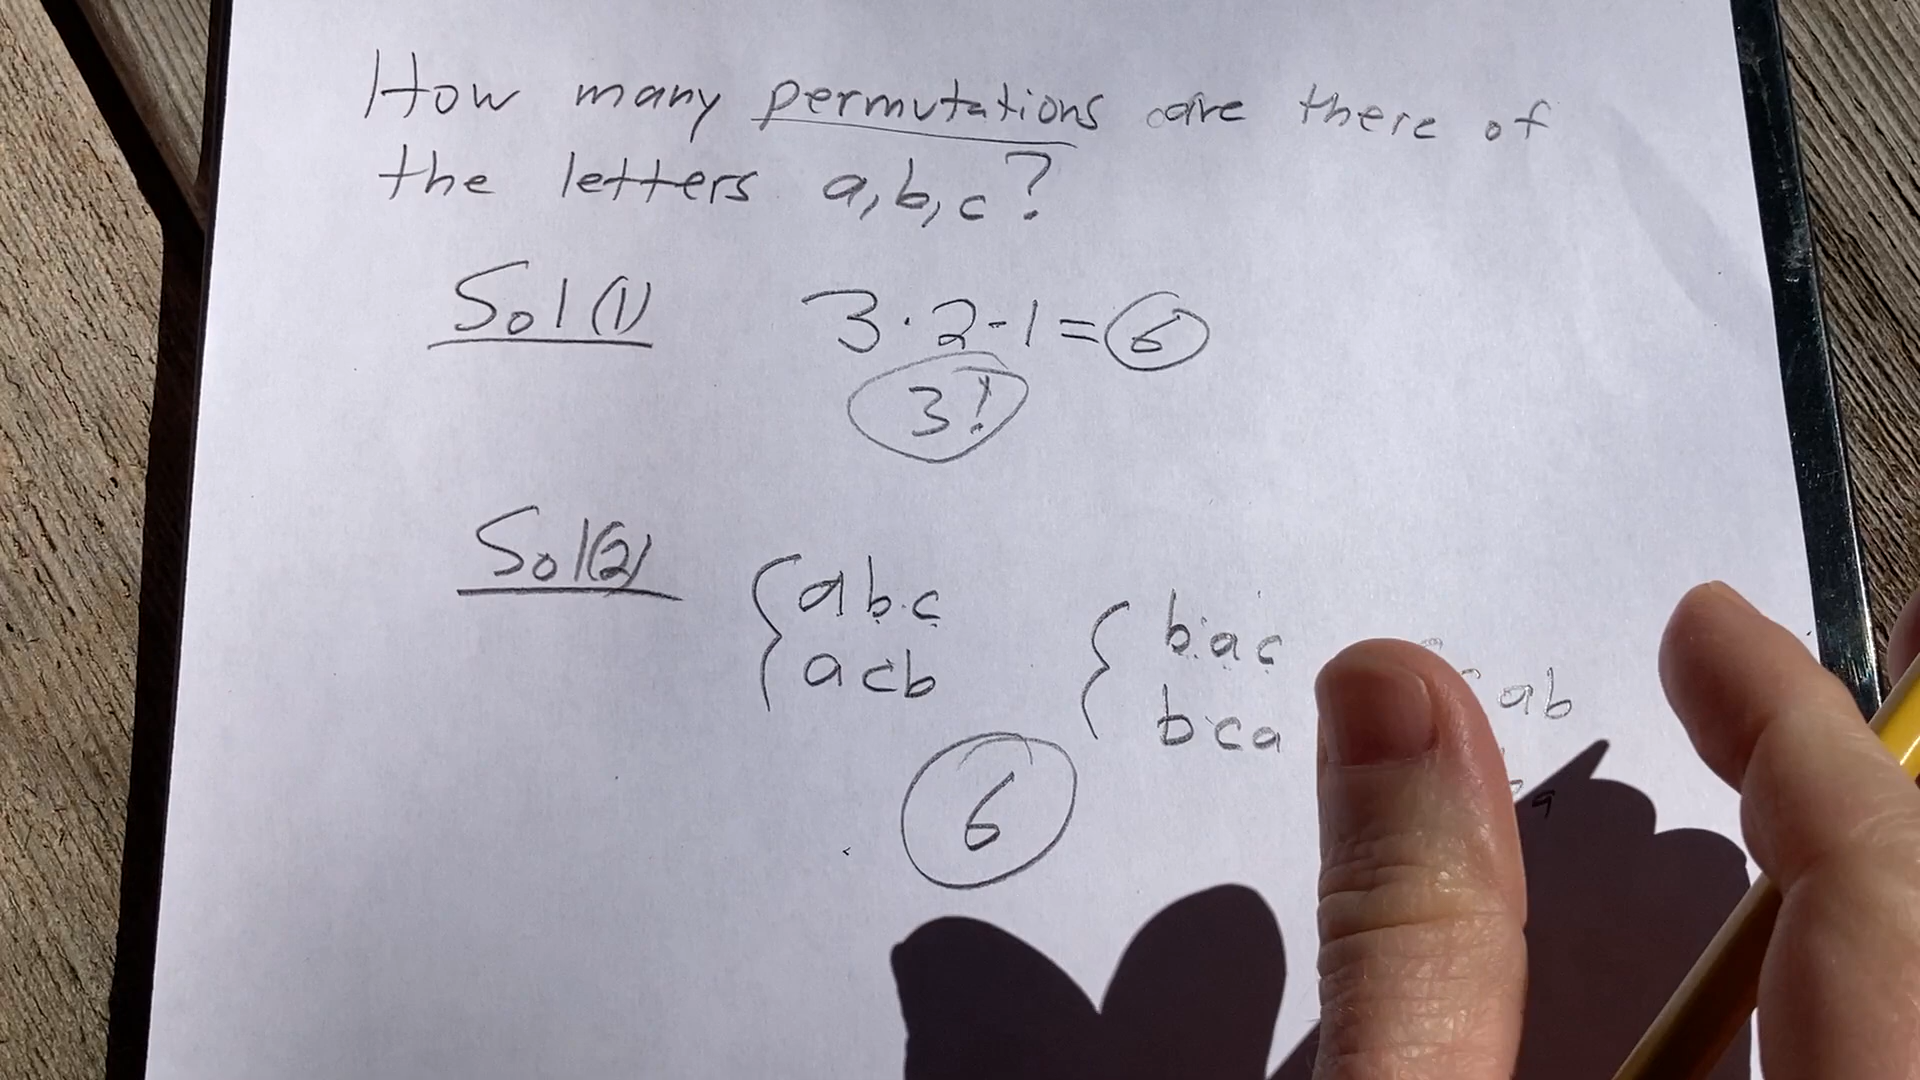 How many permutations are there of
the letters a, b, c?
Sol (1) 3 · 2 - 1 = 6
3!
Sol (2)
abc bac
acb bca ab
6